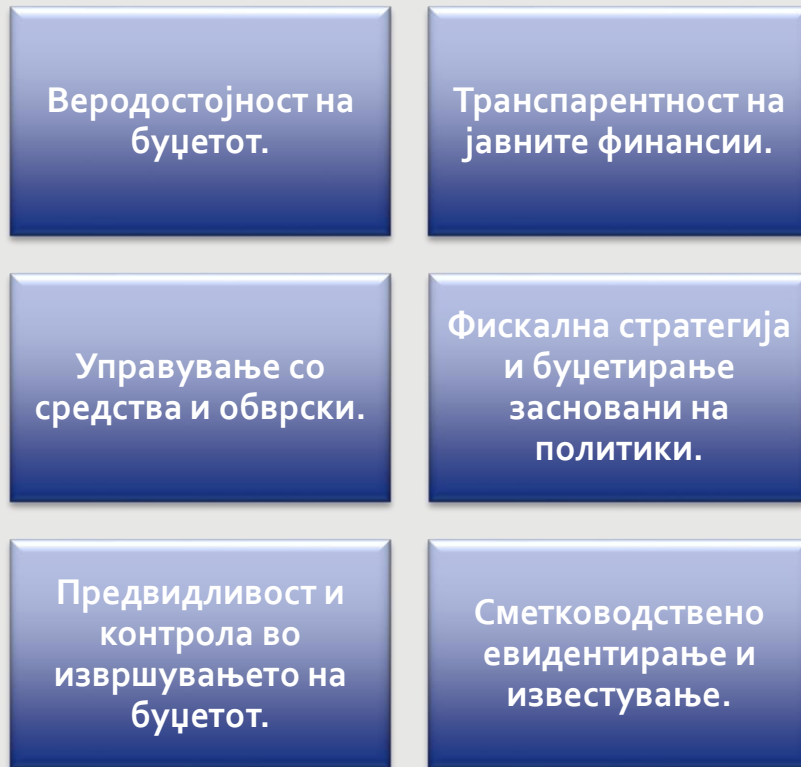 Веродостојност на
буџетот.
Транспарентност на
јавните финансии.
Управување со
средства и обврски.
Фискална стратегија
и буџетирање
засновани на
политики.
Предвидливост и
контрола во
извршувањето на
буџетот.
Сметководствено
евидентирање и
известување.